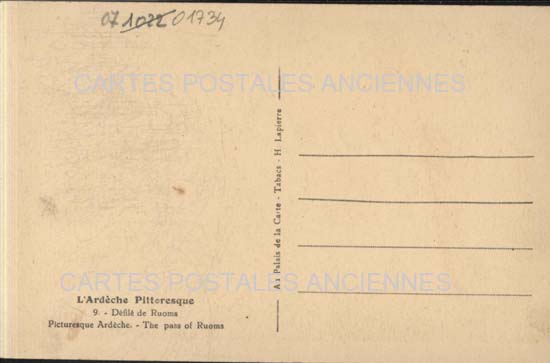 07 1022 01734
CARTES POSTALES ANCIENNES
Au Palais de la Carte - Tabacs - H. Lapierre
CARTES POSTALES ANCIENNES
L'Ardèche Pittoresque
9. - Défilé de Ruoms
Picturesque Ardèche. - The pass of Ruoms